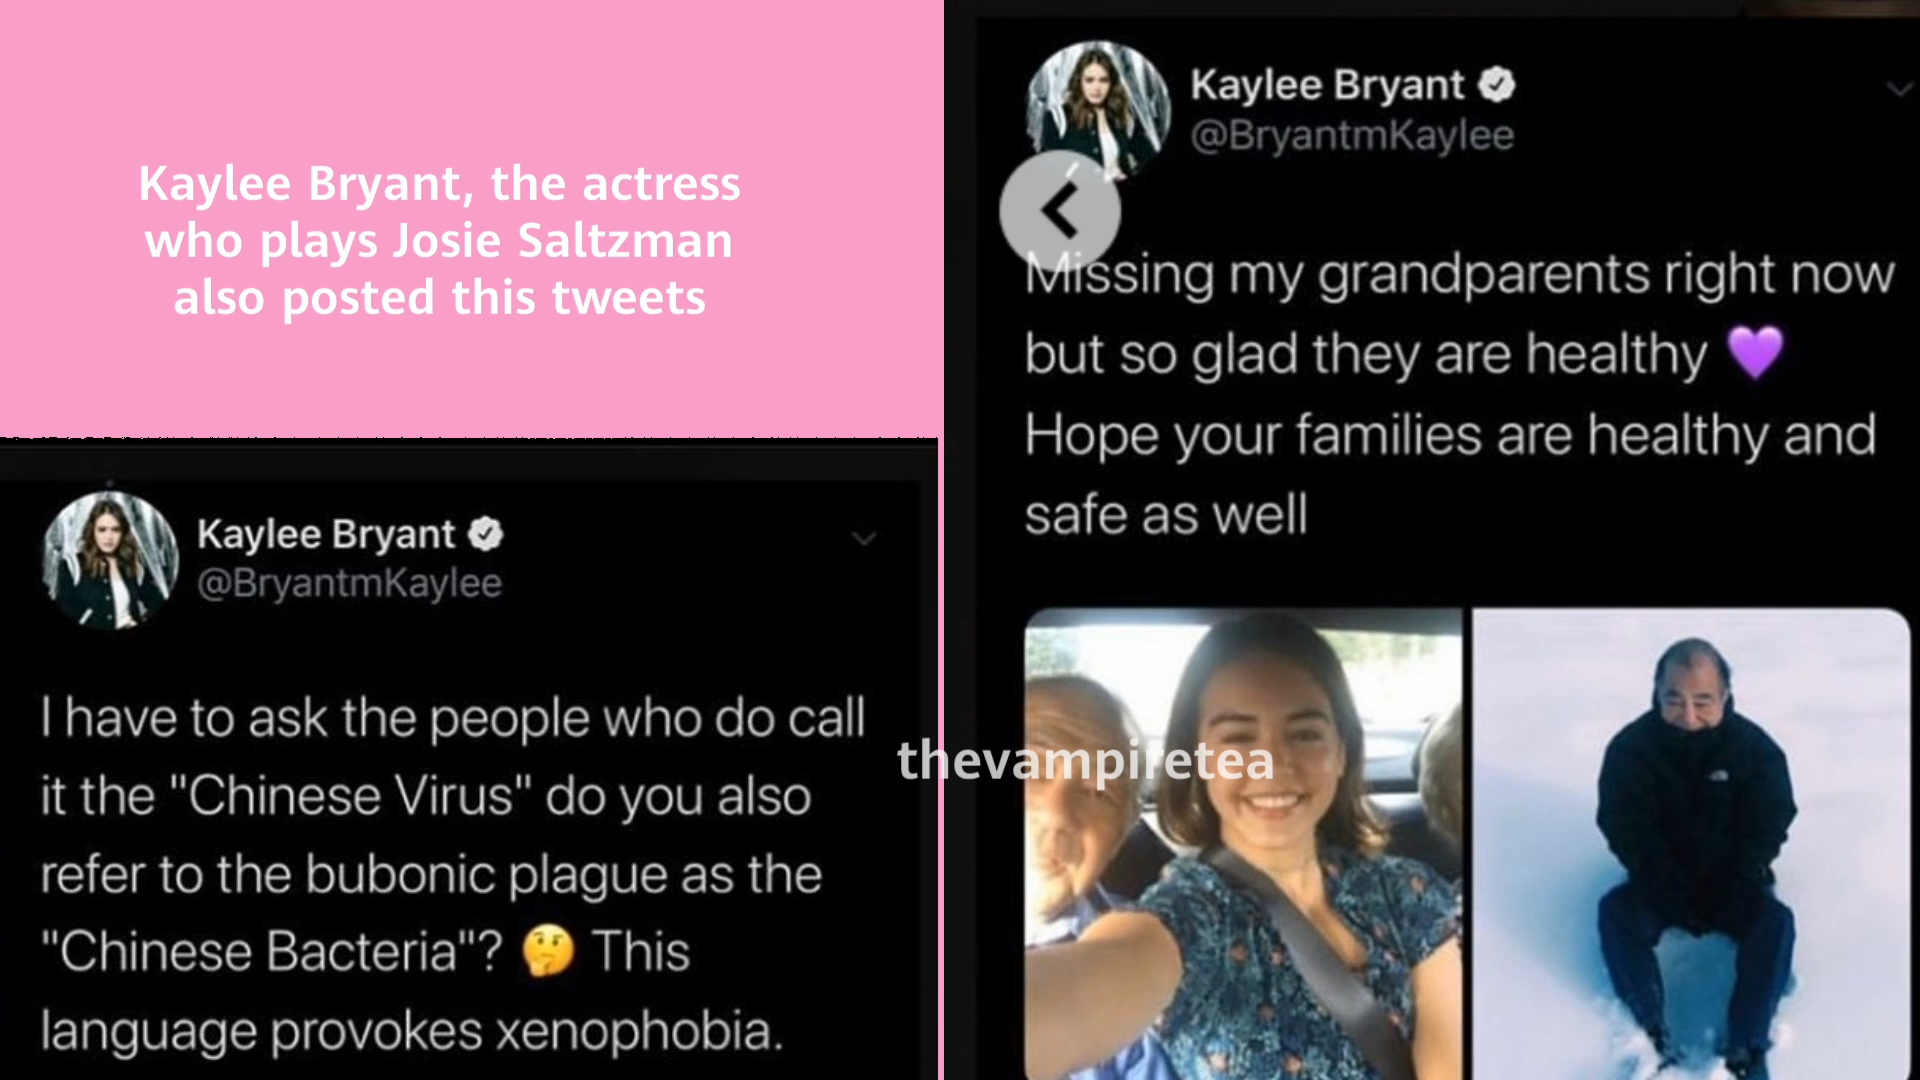 Kaylee Bryant, the actress
who plays Josie Saltzman
also posted this tweets
Kaylee Bryant
@BryantmKaylee
I have to ask the people who do call
it the "Chinese Virus" do you also
refer to the bubonic plague as the
"Chinese Bacteria"? 🤔 This
language provokes xenophobia.
Kaylee Bryant
@BryantmKaylee
Missing my grandparents right now
but so glad they are healthy 💜
Hope your families are healthy and
safe as well
thevampiretea